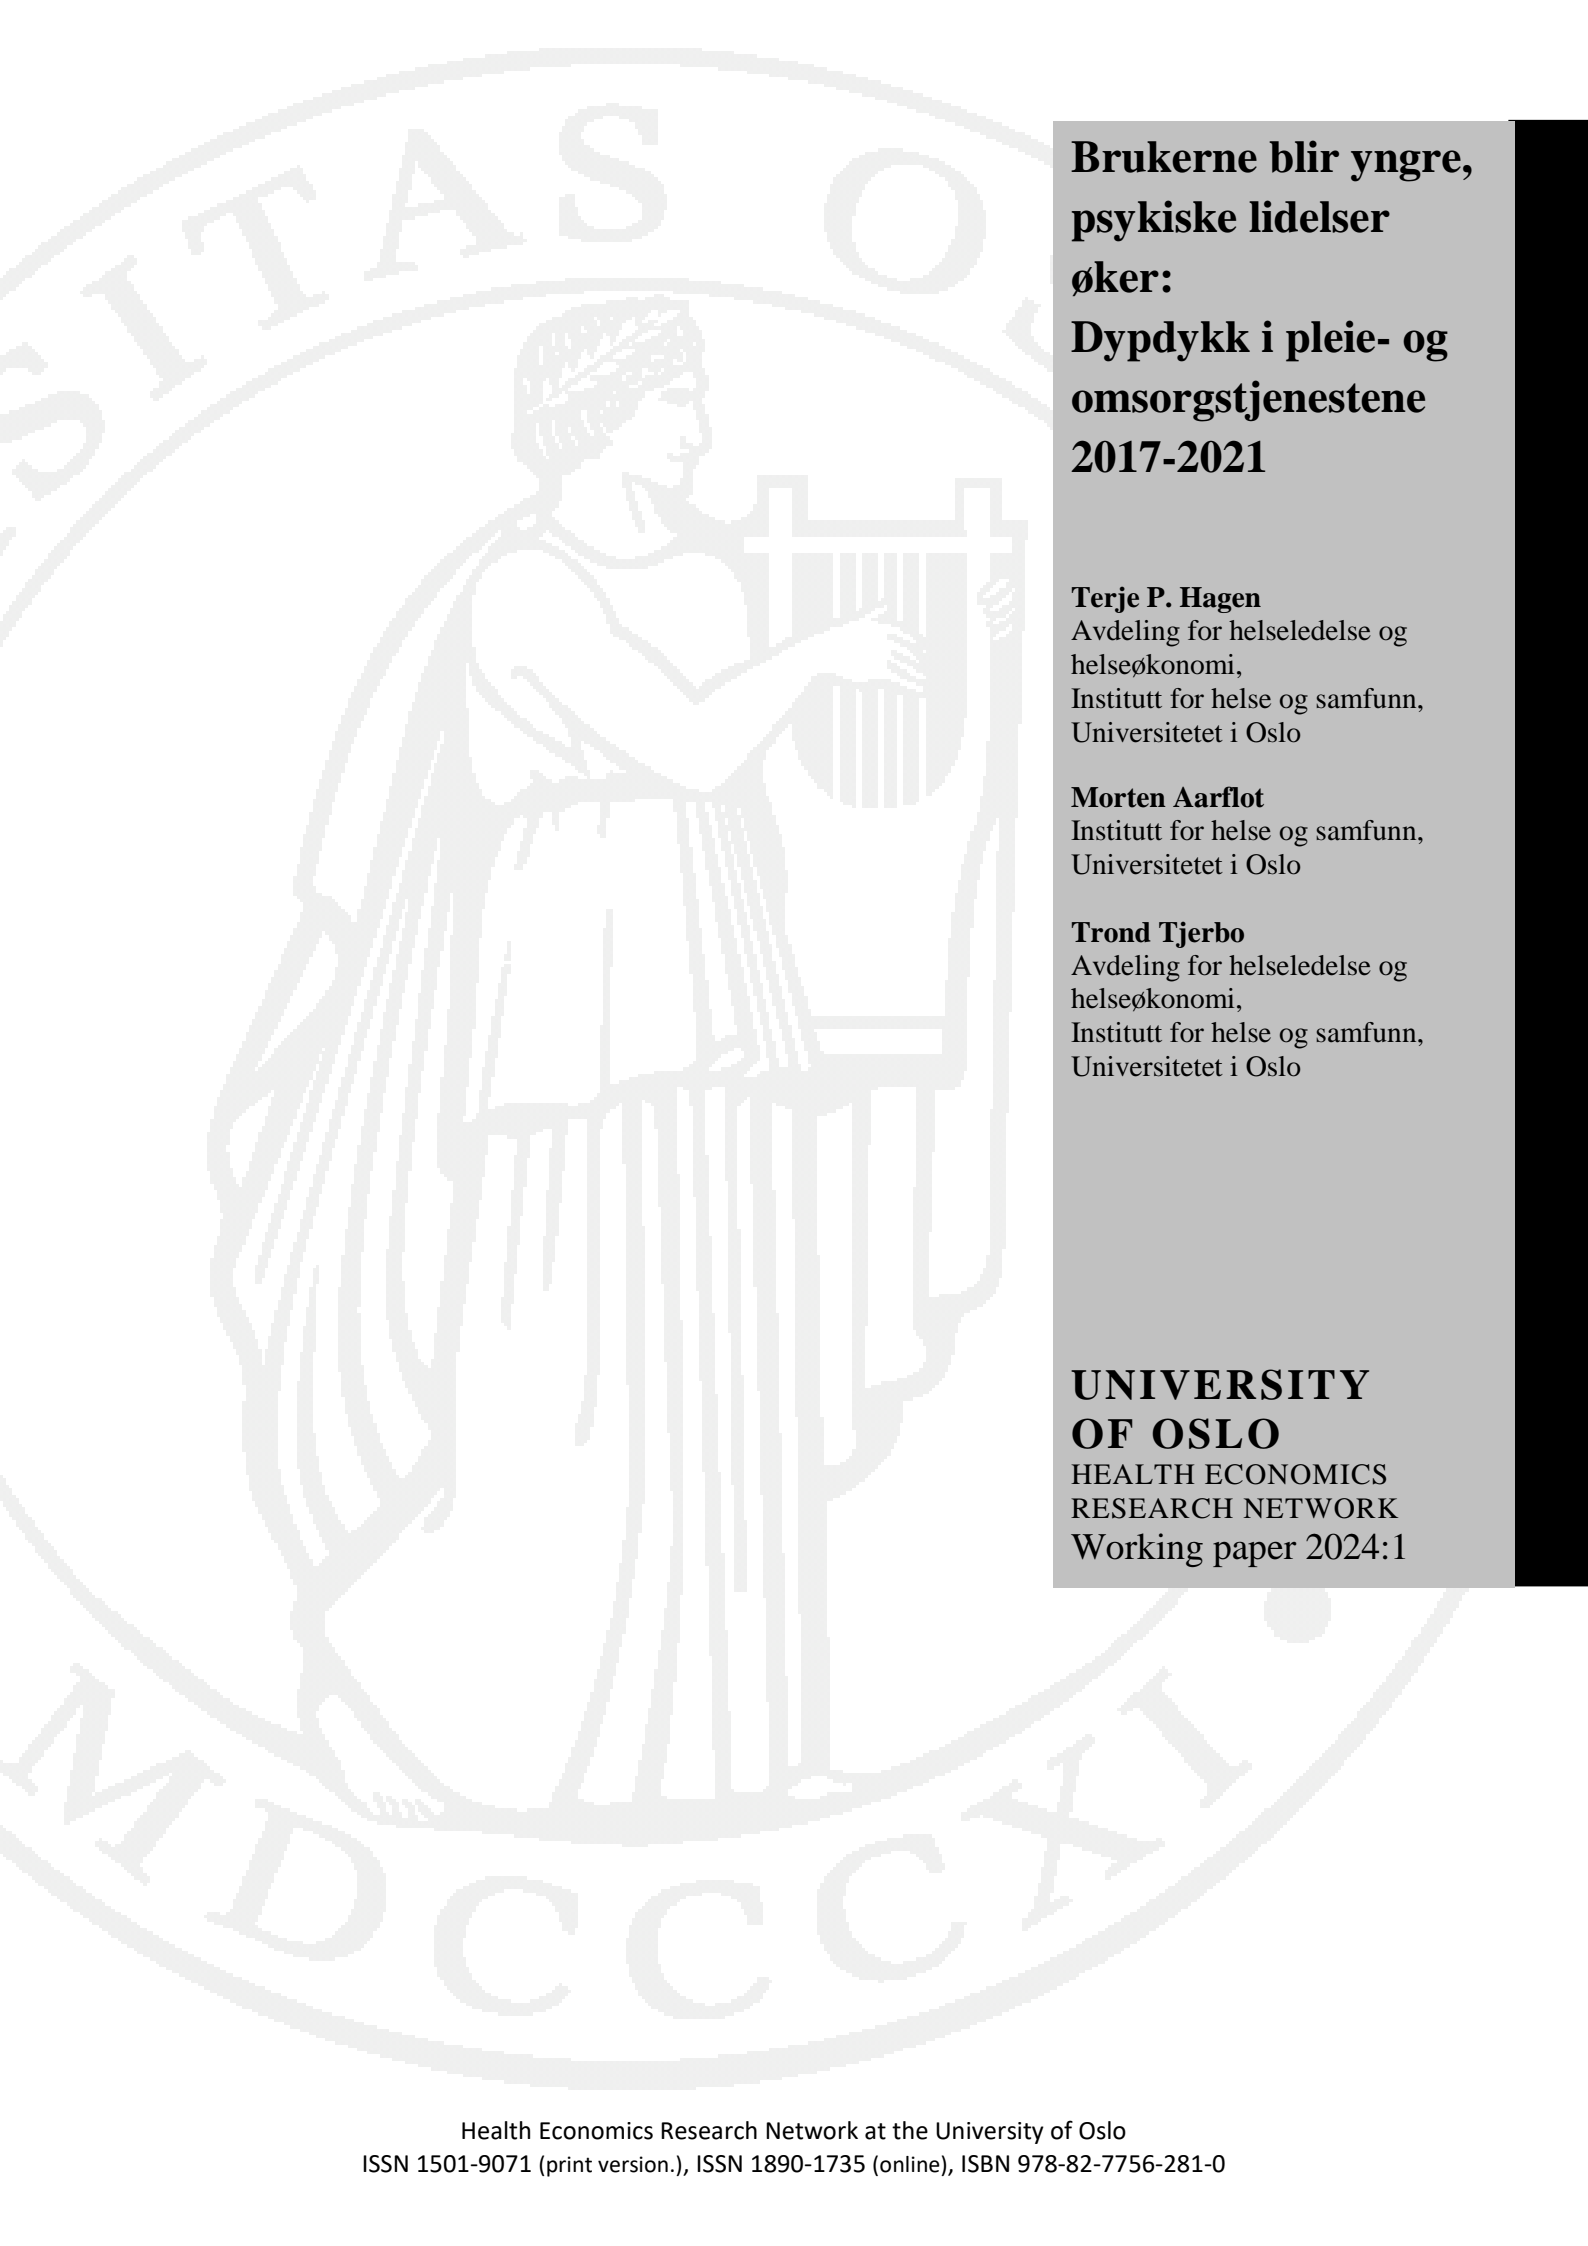 Brukerne blir yngre,
psykiske lidelser
øker:
Dypdykk i pleie- og
omsorgstjenestene
2017-2021
Terje P. Hagen
Avdeling for helseledelse og
helseøkonomi,
Institutt for helse og samfunn,
Universitetet i Oslo
Morten Aarflot
Institutt for helse og samfunn,
Universitetet i Oslo
Trond Tjerbo
Avdeling for helseledelse og
helseøkonomi,
Institutt for helse og samfunn,
Universitetet i Oslo
UNIVERSITY
OF OSLO
HEALTH ECONOMICS
RESEARCH NETWORK
Working paper 2024:1
SITAS OS
MDCCCXI
Health Economics Research Network at the University of Oslo
ISSN 1501-9071 (print version.), ISSN 1890-1735 (online), ISBN 978-82-7756-281-0